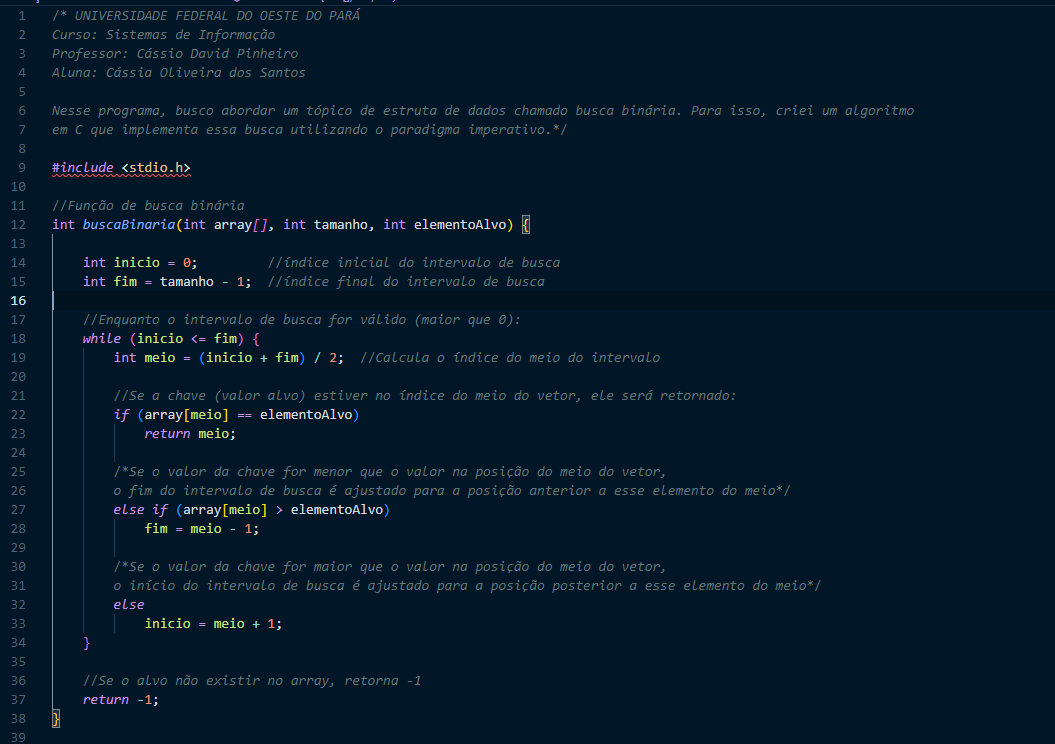 1 /* UNIVERSIDADE FEDERAL DO OESTE DO PARÁ
2 Curso: Sistemas de Informação
3 Professor: Cássio David Pinheiro
4 Aluna: Cássia Oliveira dos Santos
5
6 Nesse programa, busco abordar um tópico de estruta de dados chamado busca binária. Para isso, criei um algoritmo
7 em C que implementa essa busca utilizando o paradigma imperativo.*/
8
9 #include <stdio.h>
10
11 //Função de busca binária
12 int buscaBinaria(int array[], int tamanho, int elementoAlvo) {
13
14 int inicio = 0; //índice inicial do intervalo de busca
15 int fim = tamanho - 1; //índice final do intervalo de busca
16
17 //Enquanto o intervalo de busca for válido (maior que 0):
18 while (inicio <= fim) {
19 int meio = (inicio + fim) / 2; //Calcula o índice do meio do intervalo
20
21 //Se a chave (valor alvo) estiver no índice do meio do vetor, ele será retornado:
22 if (array[meio] == elementoAlvo)
23 return meio;
24
25 /*Se o valor da chave for menor que o valor na posição do meio do vetor,
26 o fim do intervalo de busca é ajustado para a posição anterior a esse elemento do meio*/
27 else if (array[meio] > elementoAlvo)
28 fim = meio - 1;
29
30 /*Se o valor da chave for maior que o valor na posição do meio do vetor,
31 o início do intervalo de busca é ajustado para a posição posterior a esse elemento do meio*/
32 else
33 inicio = meio + 1;
34 }
35
36 //Se o alvo não existir no array, retorna -1
37 return -1;
38 }
39